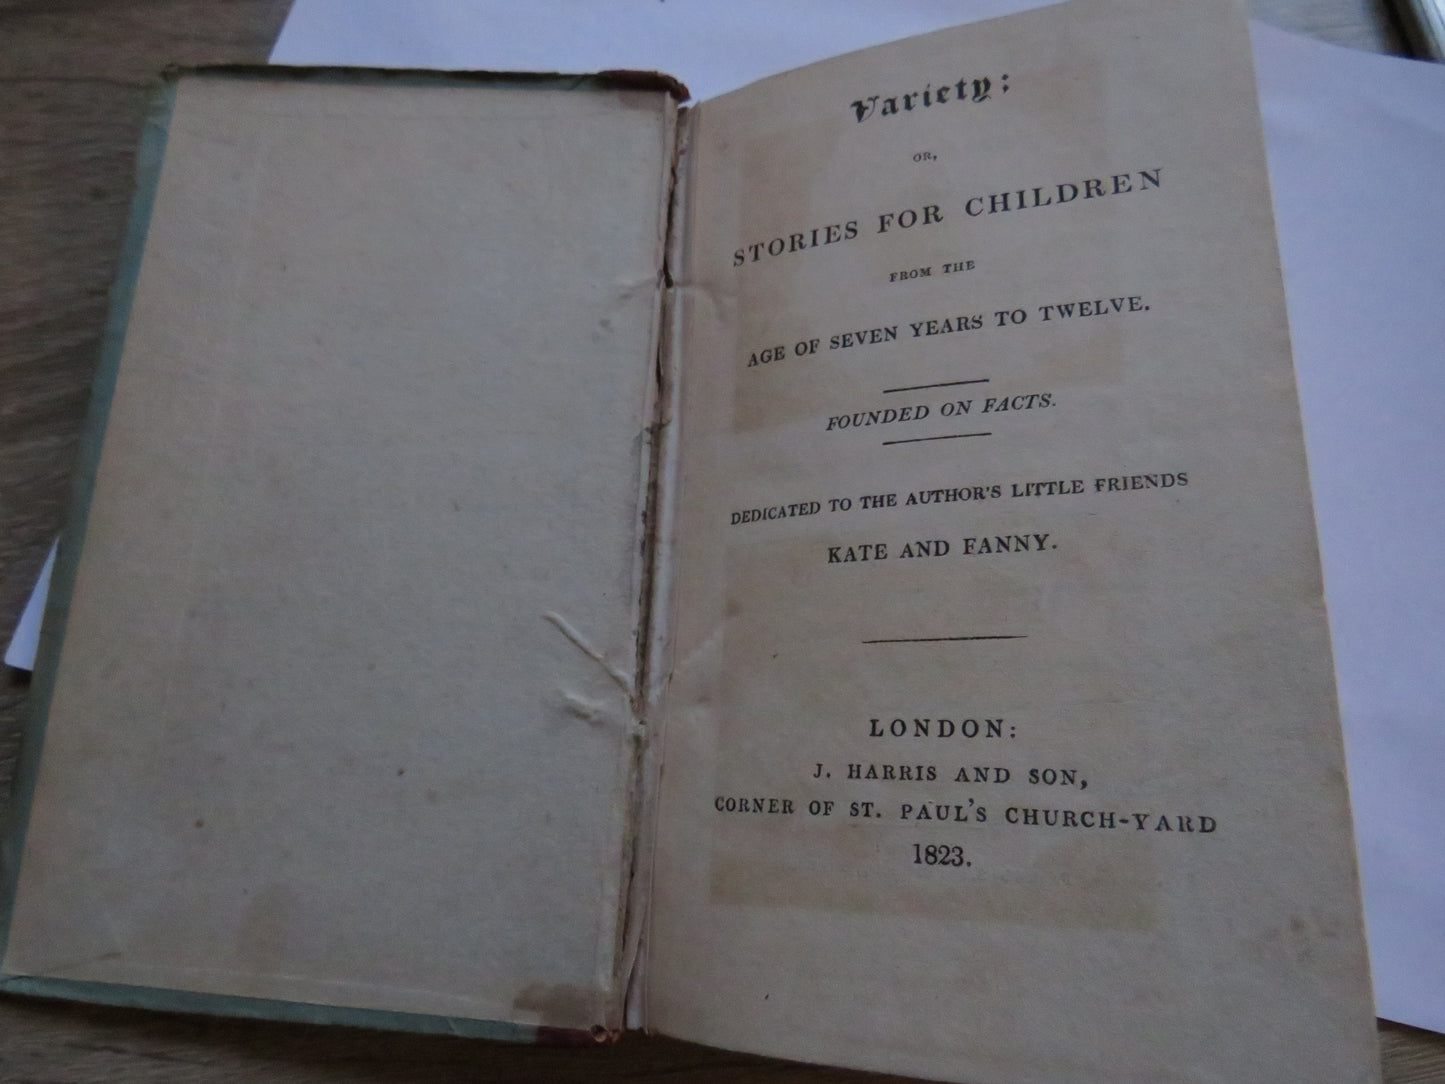 Variety;
OR,
STORIES FOR CHILDREN
FROM THE
AGE OF SEVEN YEARS TO TWELVE.
FOUNDED ON FACTS.
DEDICATED TO THE AUTHOR'S LITTLE FRIENDS
KATE AND FANNY.
LONDON:
J. HARRIS AND SON,
CORNER OF ST. PAUL'S CHURCH-YARD
1823.